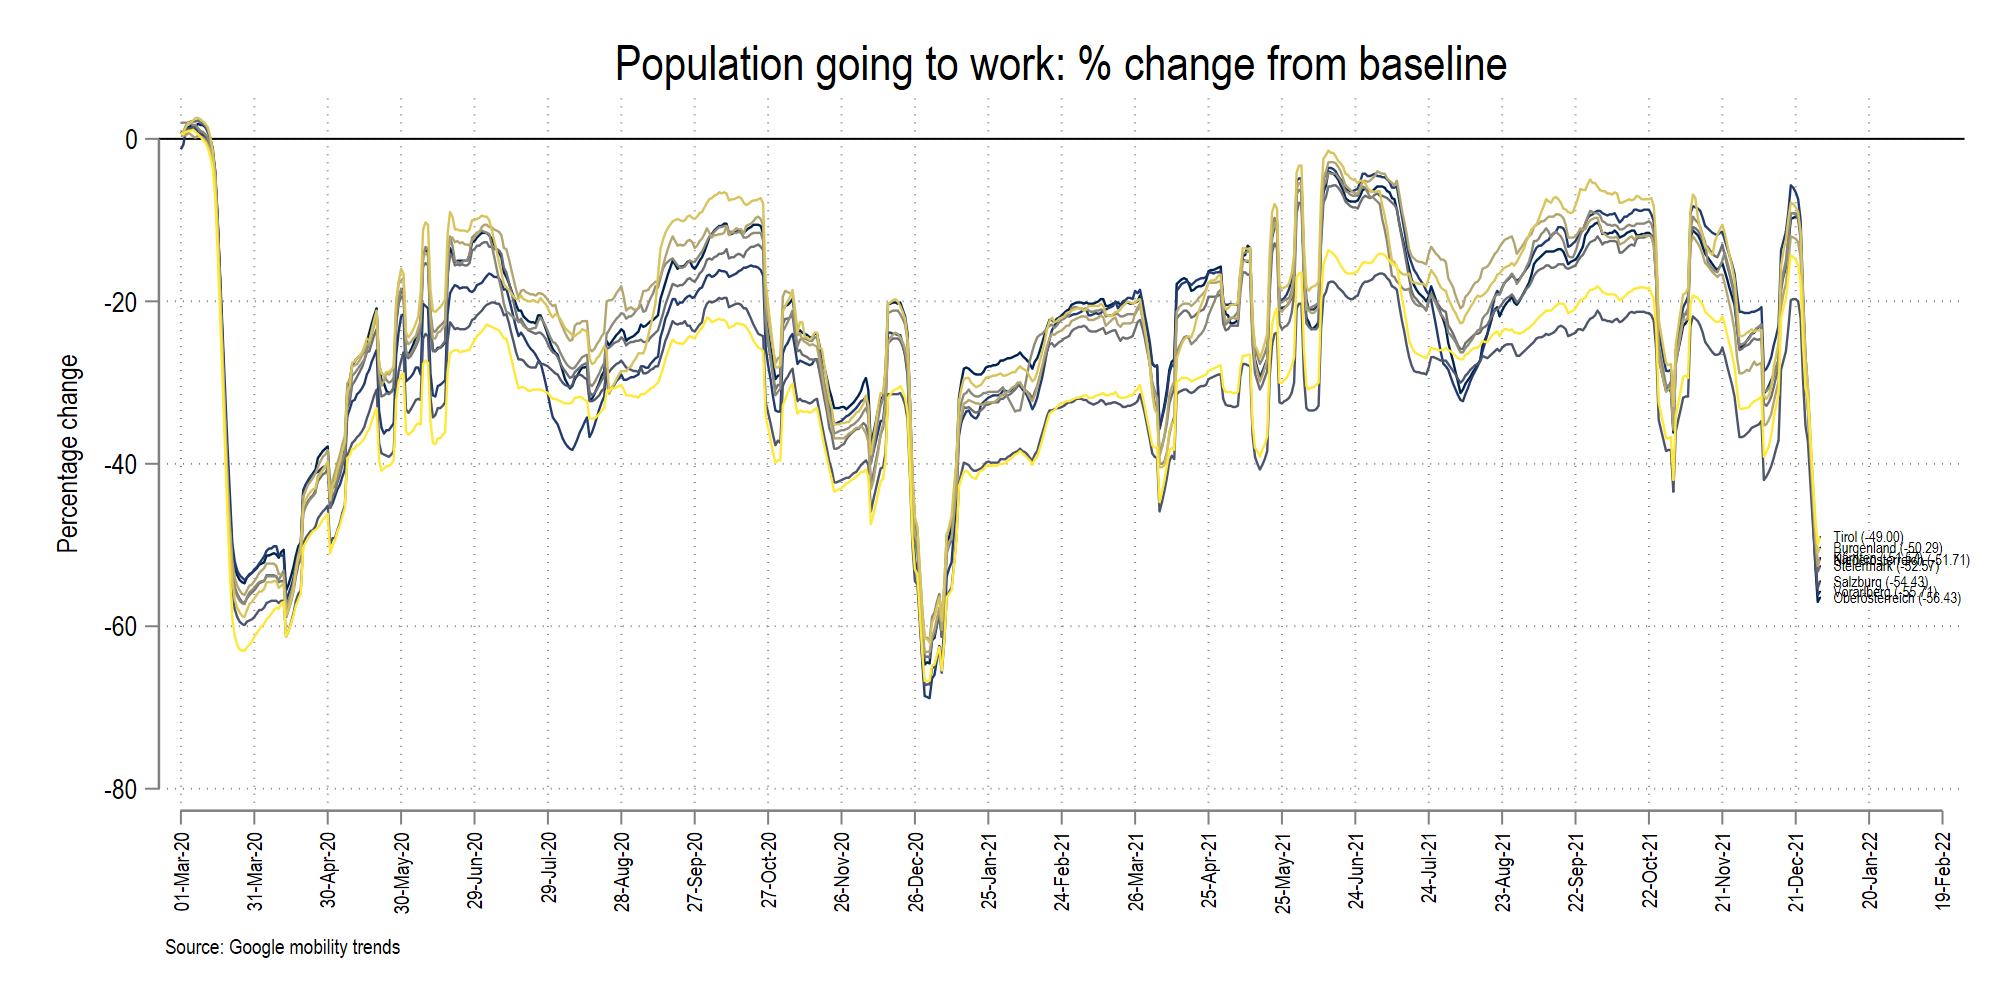 Population going to work: % change from baseline
Percentage change
0
-20
-40
-60
-80
Tirol (-49.00)
Burgenland (-50.29)
Niederösterreich (-51.71)
Steiermark (-52.57)
Salzburg (-54.43)
Vorarlberg (-55.71)
Oberösterreich (-56.43)
01-Mar-20
31-Mar-20
30-Apr-20
30-May-20
29-Jun-20
29-Jul-20
28-Aug-20
27-Sep-20
27-Oct-20
26-Nov-20
26-Dec-20
25-Jan-21
24-Feb-21
26-Mar-21
25-Apr-21
25-May-21
24-Jun-21
24-Jul-21
23-Aug-21
22-Sep-21
22-Oct-21
21-Nov-21
21-Dec-21
20-Jan-22
19-Feb-22
Source: Google mobility trends